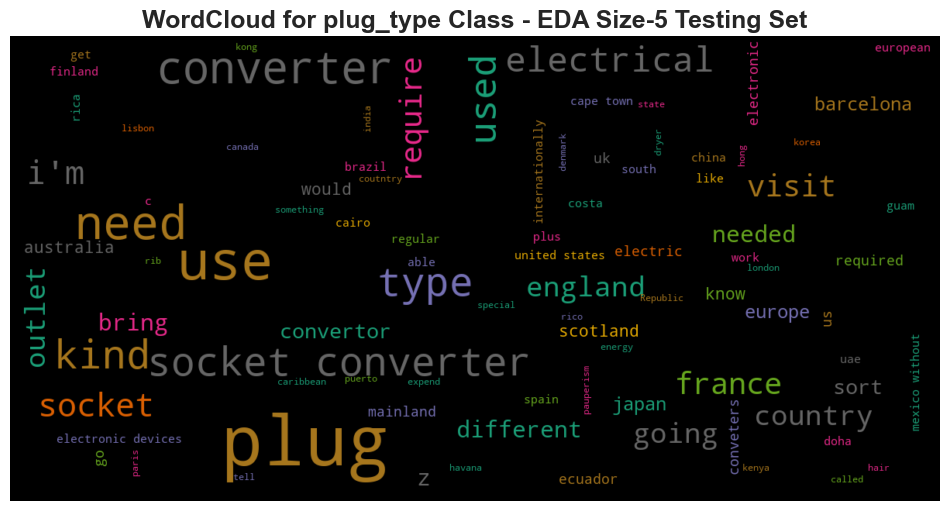 WordCloud for plug_type Class - EDA Size-5 Testing Set
kong
european
get
converter
electrical
finland
require
used
electronic
rica
cape town
state
barcelona
lisbon
india
internationally
denmark
dryer
korea
canada
uk
china
hong
i'm
brazil
south
like
visit
coutntry
would
c
something
costa
guam
need
cairo
australia
regular
plus
needed
use
able
united states
electric
work
required
rib
type
london
outlet
england
Republic
know
special
europe
us
bring
convertor
rico
scotland
kind
socket converter
energy
uae
mexico without
caribbean
puerto
expend
pauperism
france
sort
socket
mainland
spain
japan
country
plug
different
going
conveters
electronic devices
doha
go
paris
tell
z
havana
ecuador
kenya
hair
called